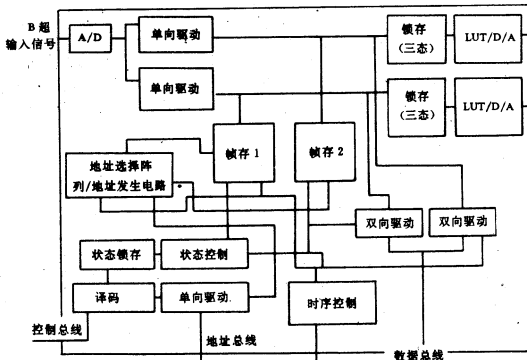 B超
输入信号
A/D
单向驱动
单向驱动
锁存
(三态)
LUT/D/A
锁存
(三态)
LUT/D/A
地址选择阵
列/地址发生电路
帧存1
帧存2
双向驱动
双向驱动
状态锁存
状态控制
译码
单向驱动
时序控制
控制总线
地址总线
数据总线